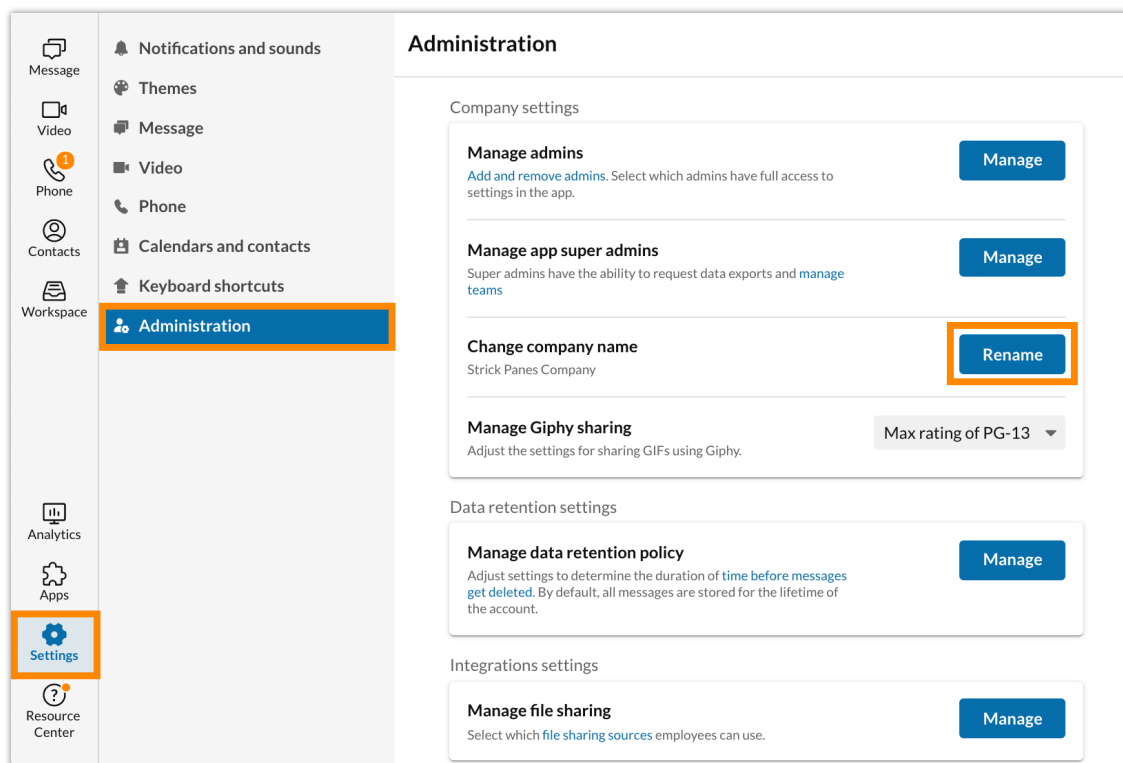 Message
Video
1
Phone
Contacts
Workspace
Analytics
Apps
Settings
Resource
Center
Notifications and sounds
Themes
Message
Video
Phone
Calendars and contacts
Keyboard shortcuts
Administration
Administration
Company settings
Manage admins
Add and remove admins. Select which admins have full access to
settings in the app.
Manage
Manage app super admins
Super admins have the ability to request data exports and manage
teams
Manage
Change company name
Strick Panes Company
Rename
Manage Giphy sharing
Adjust the settings for sharing GIFs using Giphy.
Max rating of PG-13
Data retention settings
Manage data retention policy
Adjust settings to determine the duration of time before messages
get deleted. By default, all messages are stored for the lifetime of
the account.
Manage
Integrations settings
Manage file sharing
Select which file sharing sources employees can use.
Manage